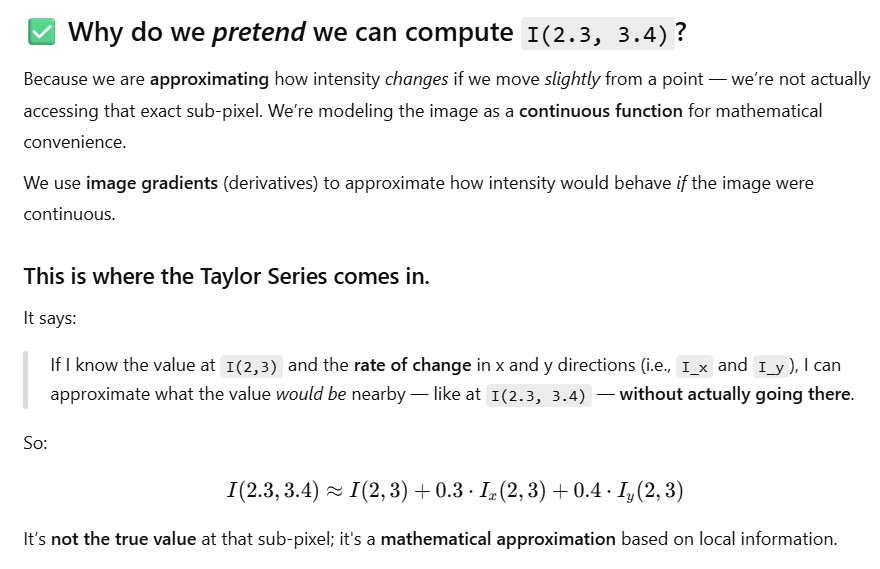 ✅ Why do we pretend we can compute I(2.3, 3.4)?
Because we are approximating how intensity changes if we move slightly from a point — we're not actually
accessing that exact sub-pixel. We're modeling the image as a continuous function for mathematical
convenience.
We use image gradients (derivatives) to approximate how intensity would behave if the image were
continuous.
This is where the Taylor Series comes in.
It says:
If I know the value at I(2,3) and the rate of change in x and y directions (i.e., I_x and I_y), I can
approximate what the value would be nearby — like at I(2.3, 3.4) — without actually going there.
So:
I(2.3, 3.4) ≈ I(2, 3) + 0.3 · Iₓ(2, 3) + 0.4 · I_y(2, 3)
It's not the true value at that sub-pixel; it's a mathematical approximation based on local information.